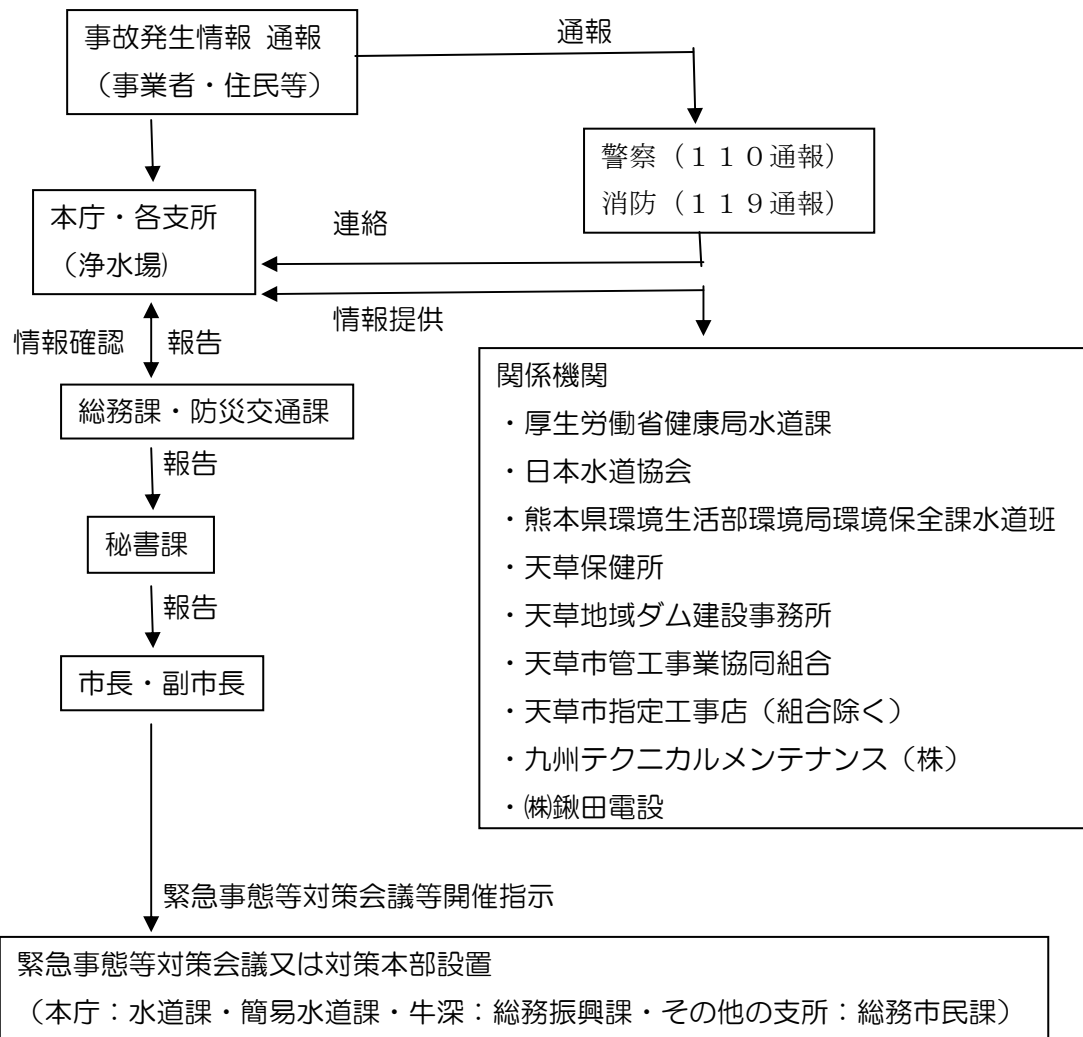 事故発生情報 通報
（事業者・住民等）
通報
警察（１１０通報）
消防（１１９通報）
本庁・各支所
（浄水場)
連絡
情報提供
情報確認
報告
総務課・防災交通課
報告
秘書課
報告
市長・副市長
関係機関
・厚生労働省健康局水道課
・日本水道協会
・熊本県環境生活部環境局環境保全課水道班
・天草保健所
・天草地域ダム建設事務所
・天草市管工事業協同組合
・天草市指定工事店（組合除く）
・九州テクニカルメンテナンス（株）
・㈱鍬田電設
緊急事態等対策会議等開催指示
緊急事態等対策会議又は対策本部設置
（本庁：水道課・簡易水道課・牛深：総務振興課・その他の支所：総務市民課）